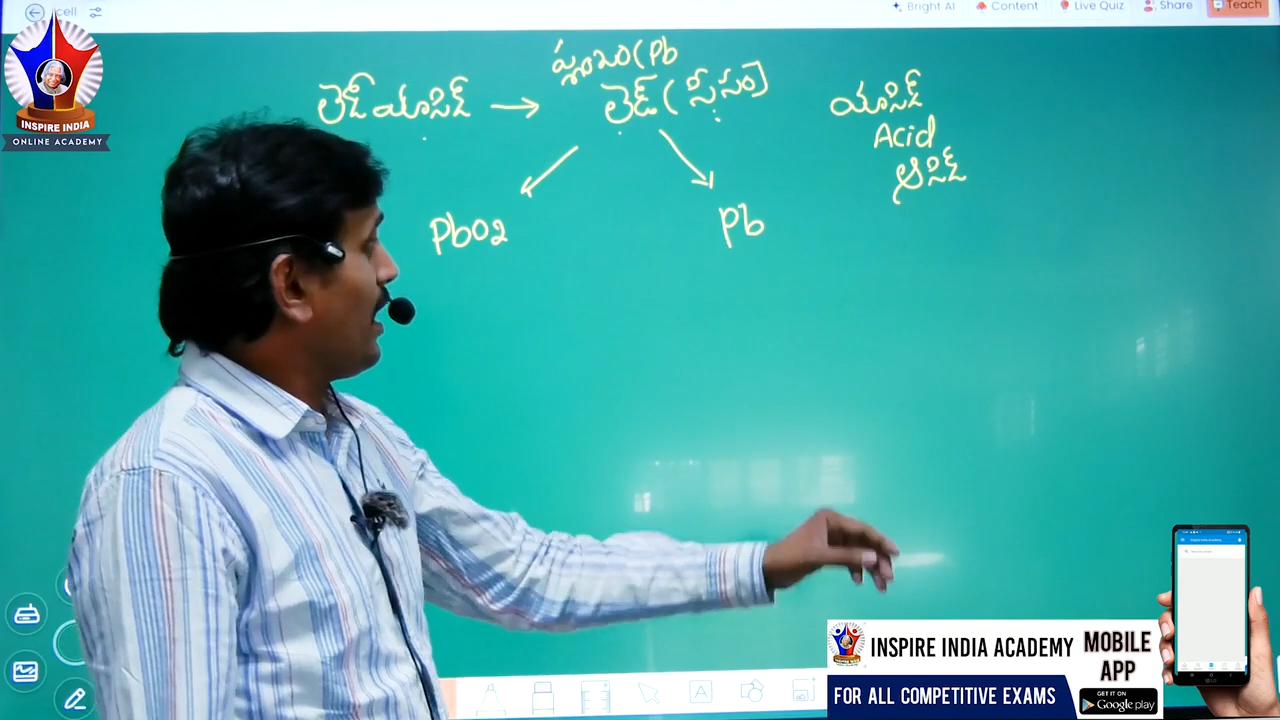 cell
Bright AI
Content
Live Quiz
Share
Teach
INSPIRE INDIA
ONLINE ACADEMY
ప్లంబం(Pb
లెడ్ యాసిడ్ → లెడ్ (సీసం]
యాసిడ్
Acid
ఆసిడ్
PbO2
Pb
INSPIRE INDIA ACADEMY
MOBILE
APP
FOR ALL COMPETITIVE EXAMS
GET IT ON
Google play